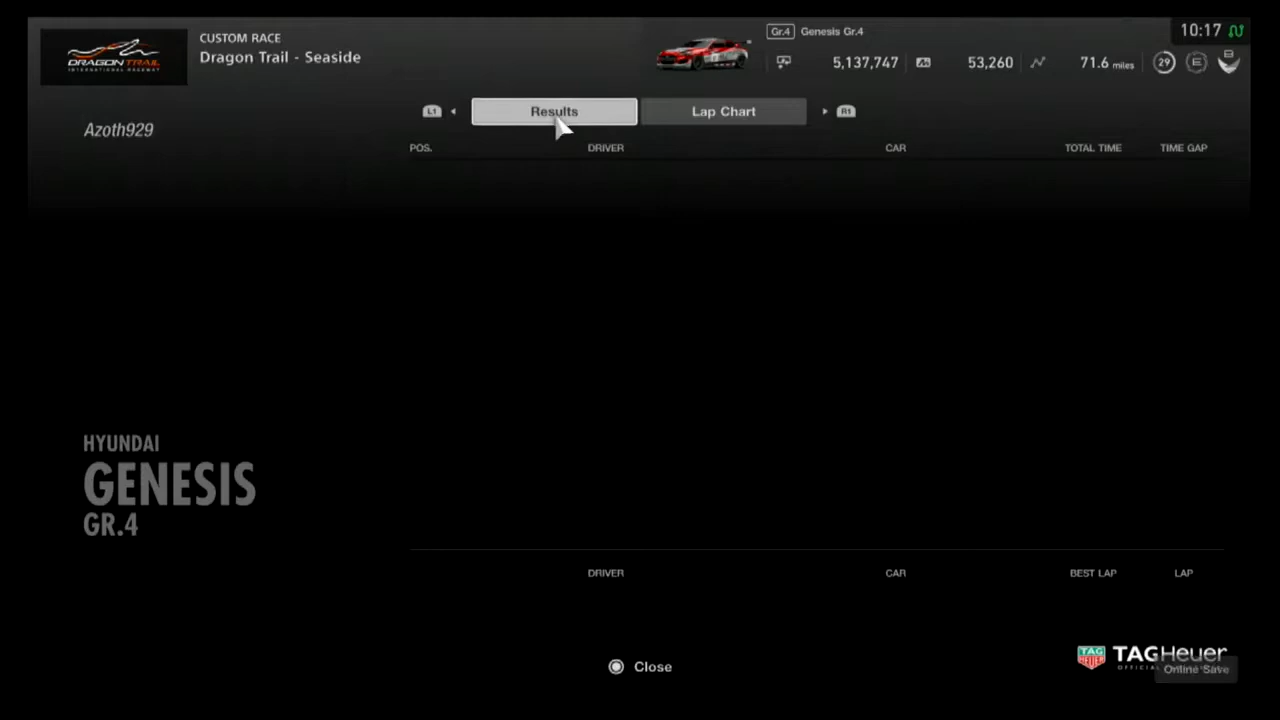 DRAGON TRAIL
INTERNATIONAL RACEWAY
CUSTOM RACE
Dragon Trail - Seaside
Gr.4 Genesis Gr.4
5,137,747 53,260 71.6 miles 29 E B
10:17
L1 Results Lap Chart R1
Azoth929
POS. DRIVER CAR TOTAL TIME TIME GAP
HYUNDAI
GENESIS
GR.4
DRIVER CAR BEST LAP LAP
Close
TAG HEUER TAGHeuer
Online Save